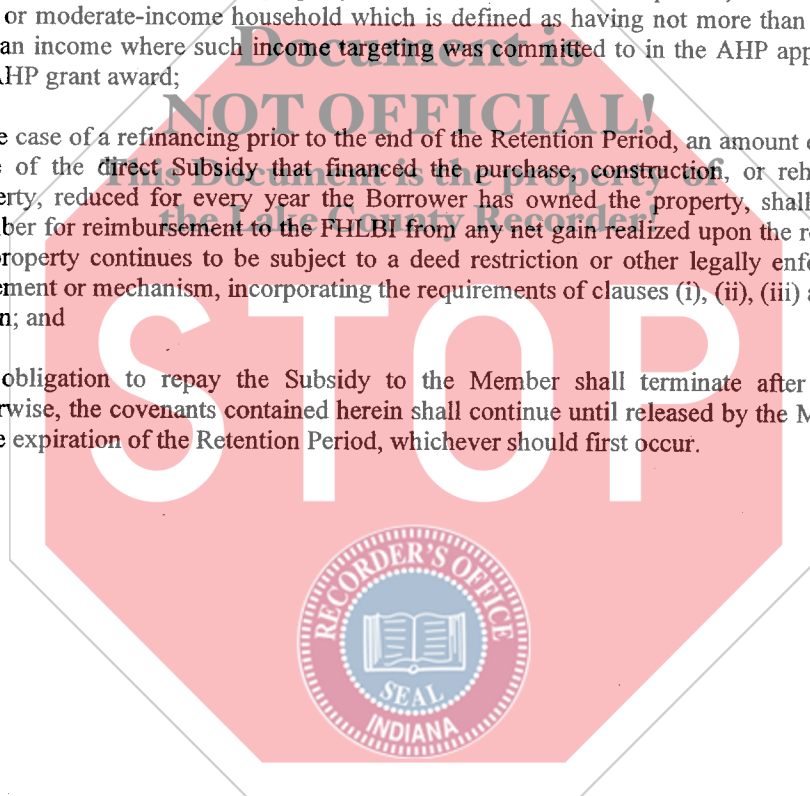 or moderate-income household which is defined as having not more than
an income where such income targeting was committed to in the AHP app
AHP grant award;
Document is
NOT OFFICIAL!
This Document is the property of
the Lake County Recorder!
e case of a refinancing prior to the end of the Retention Period, an amount
of the direct Subsidy that financed the purchase, construction, or reh
erty, reduced for every year the Borrower has owned the property, shall
ber for reimbursement to the FHLBI from any net gain realized upon the r
roperty continues to be subject to a deed restriction or other legally enf
ement or mechanism, incorporating the requirements of clauses (i), (ii), (iii)
n; and
STOP
obligation to repay the Subsidy to the Member shall terminate after
rwise, the covenants contained herein shall continue until released by the M
e expiration of the Retention Period, whichever should first occur.
RECORDER'S OFFICE
SEAL
INDIANA